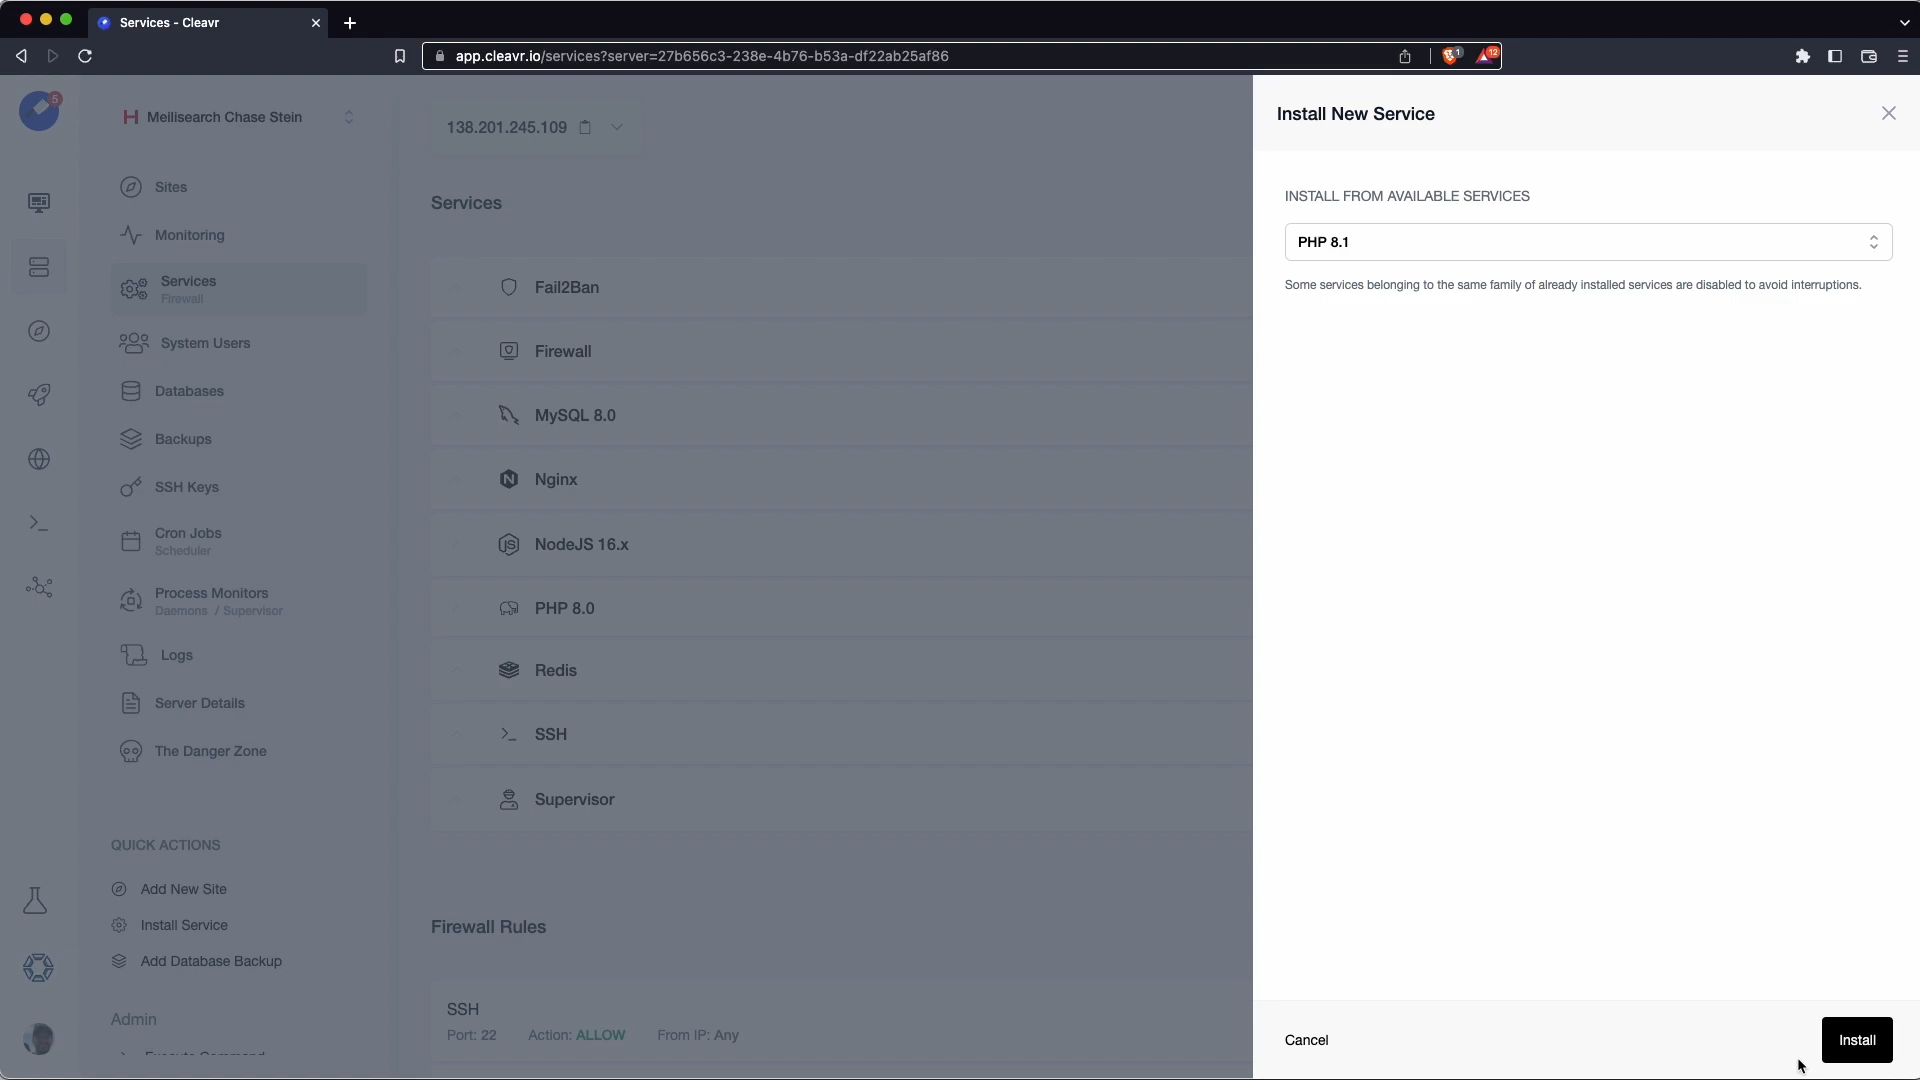 Services - Cleavr
app.cleavr.io/services?server=27b656c3-238e-4b76-b53a-df22ab25af86
1
12
5
Meilisearch Chase Stein
Sites
Monitoring
Services
Firewall
System Users
Databases
Backups
SSH Keys
Cron Jobs
Scheduler
Process Monitors
Daemons / Supervisor
Logs
Server Details
The Danger Zone
QUICK ACTIONS
Add New Site
Install Service
Add Database Backup
Admin
Execute Command
138.201.245.109
Services
Fail2Ban
Firewall
MySQL 8.0
Nginx
NodeJS 16.x
PHP 8.0
Redis
SSH
Supervisor
Firewall Rules
SSH
Port: 22 Action: ALLOW From IP: Any
Install New Service
INSTALL FROM AVAILABLE SERVICES
PHP 8.1
Some services belonging to the same family of already installed services are disabled to avoid interruptions.
Cancel
Install